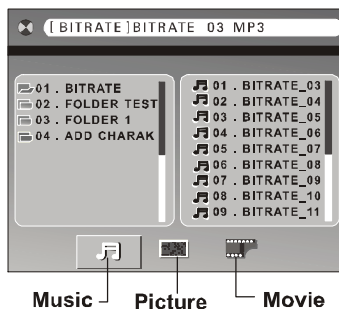 [BITRATE]BITRATE 03 MP3
01 . BITRATE
02 . FOLDER TEST
03 . FOLDER 1
04 . ADD CHARAK
01 . BITRATE_03
02 . BITRATE_04
03 . BITRATE_05
04 . BITRATE_06
05 . BITRATE_07
06 . BITRATE_08
07 . BITRATE_09
08 . BITRATE_10
09 . BITRATE_11
Music
Picture
Movie